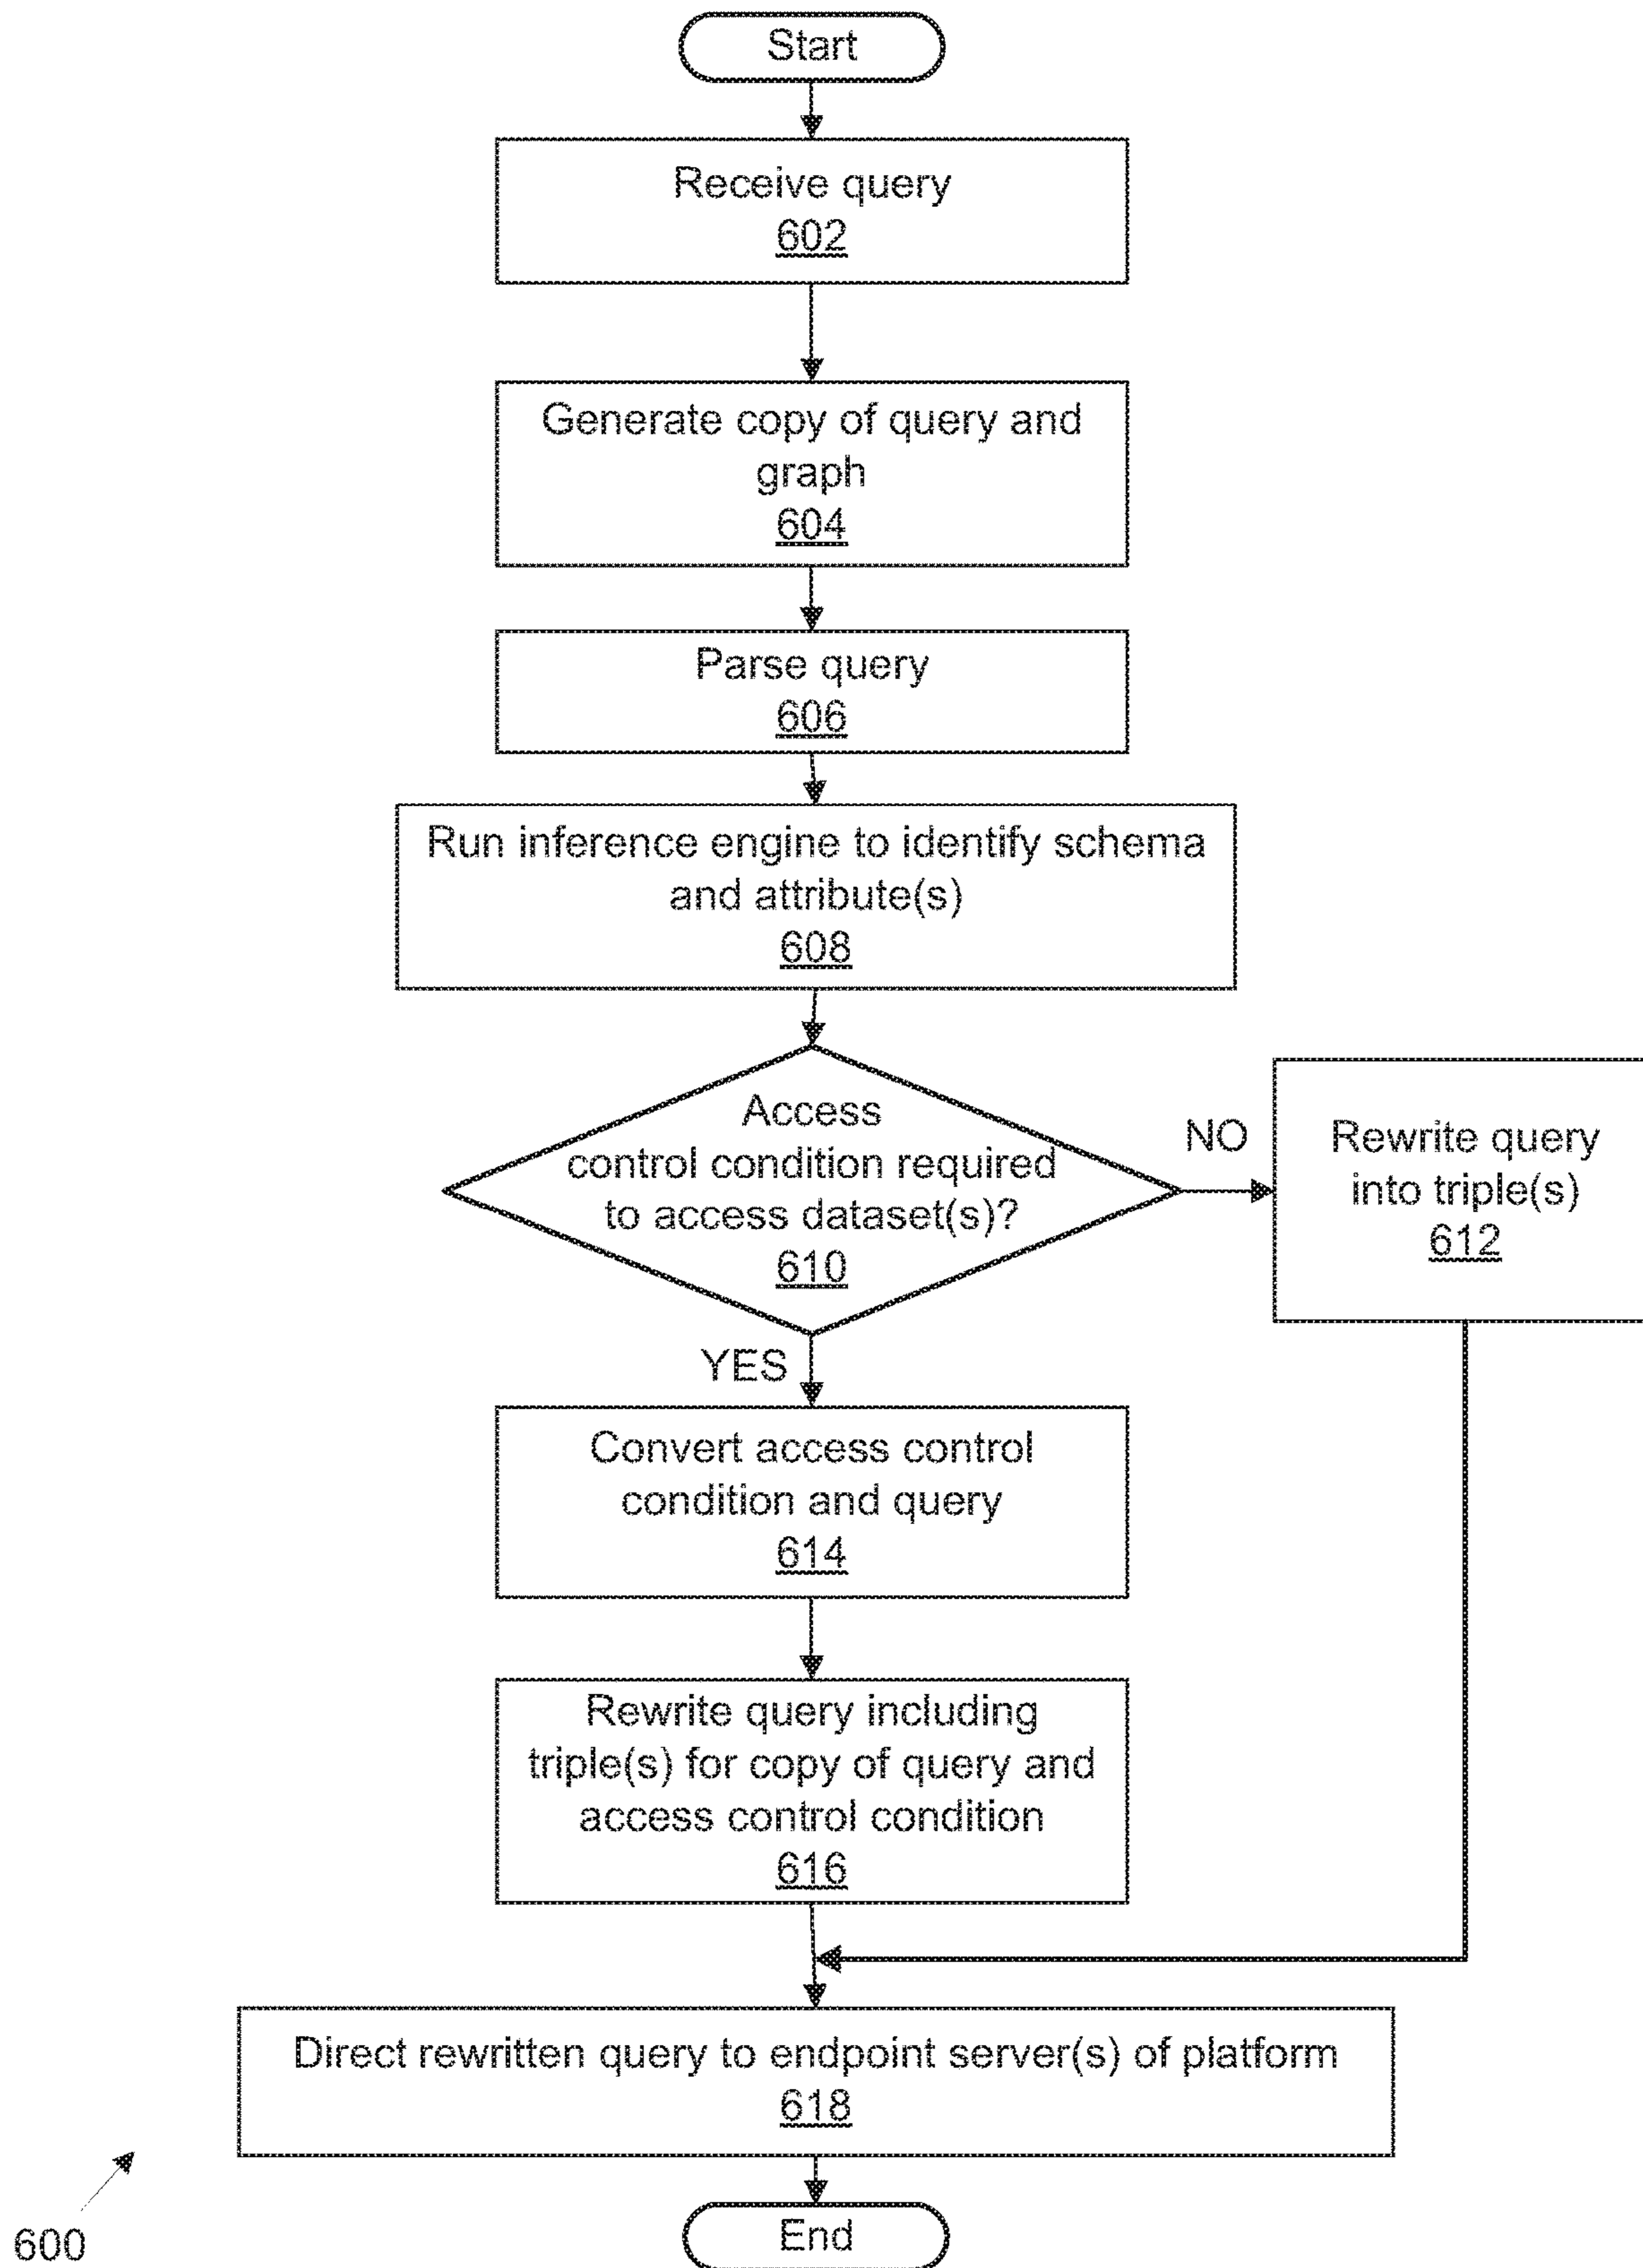 Start
Receive query
602
Generate copy of query and
graph
604
Parse query
606
Run inference engine to identify schema
and attribute(s)
608
Access
control condition required
to access dataset(s)?
610
NO
Rewrite query
into triple(s)
612
YES
Convert access control
condition and query
614
Rewrite query including
triple(s) for copy of query and
access control condition
616
Direct rewritten query to endpoint server(s) of platform
618
End
600